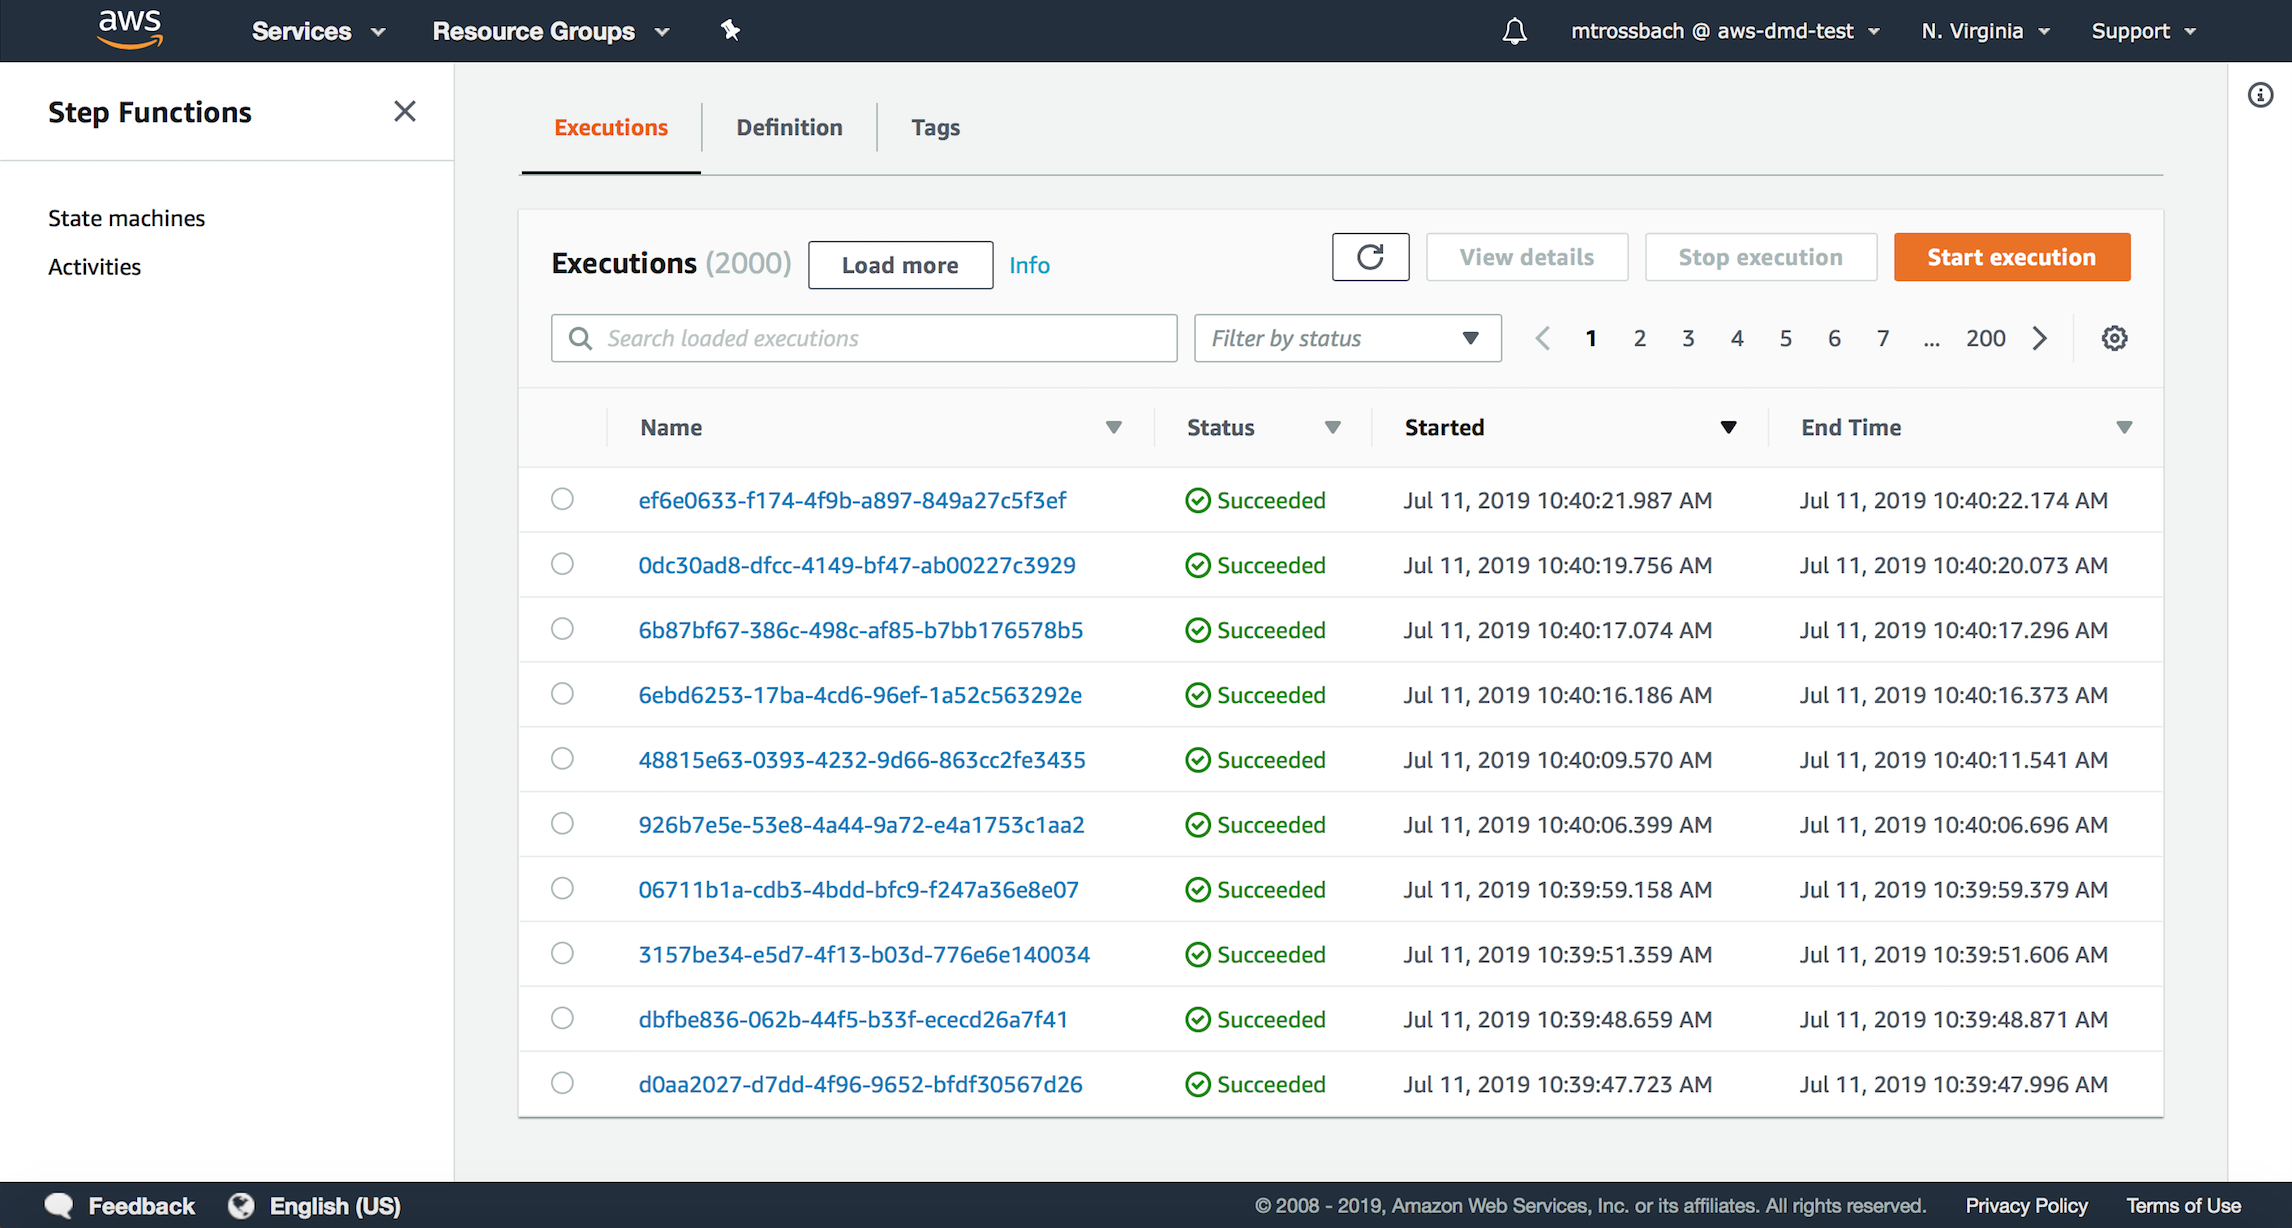 aws Services Resource Groups mtrossbach @ aws-dmd-test N. Virginia Support
Step Functions
State machines
Activities
Executions Definition Tags
Executions (2000) Load more Info View details Stop execution Start execution
Search loaded executions Filter by status 1 2 3 4 5 6 7 ... 200
Name Status Started End Time
ef6e0633-f174-4f9b-a897-849a27c5f3ef Succeeded Jul 11, 2019 10:40:21.987 AM Jul 11, 2019 10:40:22.174 AM
0dc30ad8-dfcc-4149-bf47-ab00227c3929 Succeeded Jul 11, 2019 10:40:19.756 AM Jul 11, 2019 10:40:20.073 AM
6b87bf67-386c-498c-af85-b7bb176578b5 Succeeded Jul 11, 2019 10:40:17.074 AM Jul 11, 2019 10:40:17.296 AM
6ebd6253-17ba-4cd6-96ef-1a52c563292e Succeeded Jul 11, 2019 10:40:16.186 AM Jul 11, 2019 10:40:16.373 AM
48815e63-0393-4232-9d66-863cc2fe3435 Succeeded Jul 11, 2019 10:40:09.570 AM Jul 11, 2019 10:40:11.541 AM
926b7e5e-53e8-4a44-9a72-e4a1753c1aa2 Succeeded Jul 11, 2019 10:40:06.399 AM Jul 11, 2019 10:40:06.696 AM
06711b1a-cdb3-4bdd-bfc9-f247a36e8e07 Succeeded Jul 11, 2019 10:39:59.158 AM Jul 11, 2019 10:39:59.379 AM
3157be34-e5d7-4f13-b03d-776e6e140034 Succeeded Jul 11, 2019 10:39:51.359 AM Jul 11, 2019 10:39:51.606 AM
dbfbe836-062b-44f5-b33f-ececd26a7f41 Succeeded Jul 11, 2019 10:39:48.659 AM Jul 11, 2019 10:39:48.871 AM
d0aa2027-d7dd-4f96-9652-bfdf30567d26 Succeeded Jul 11, 2019 10:39:47.723 AM Jul 11, 2019 10:39:47.996 AM
Feedback English (US) © 2008 - 2019, Amazon Web Services, Inc. or its affiliates. All rights reserved. Privacy Policy Terms of Use